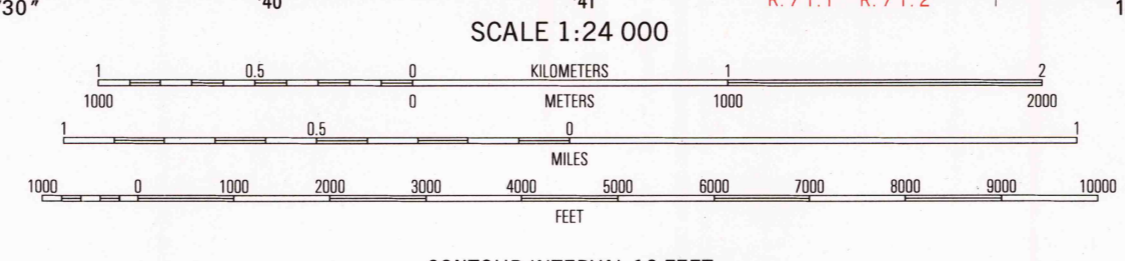 30" 40 41
SCALE 1:24 000
1 0.5 0 KILOMETERS 1 2
1000 0 METERS 1000 2000
1 0.5 0 1
MILES
1000 0 1000 2000 3000 4000 5000 6000 7000 8000 9000 10000
FEET